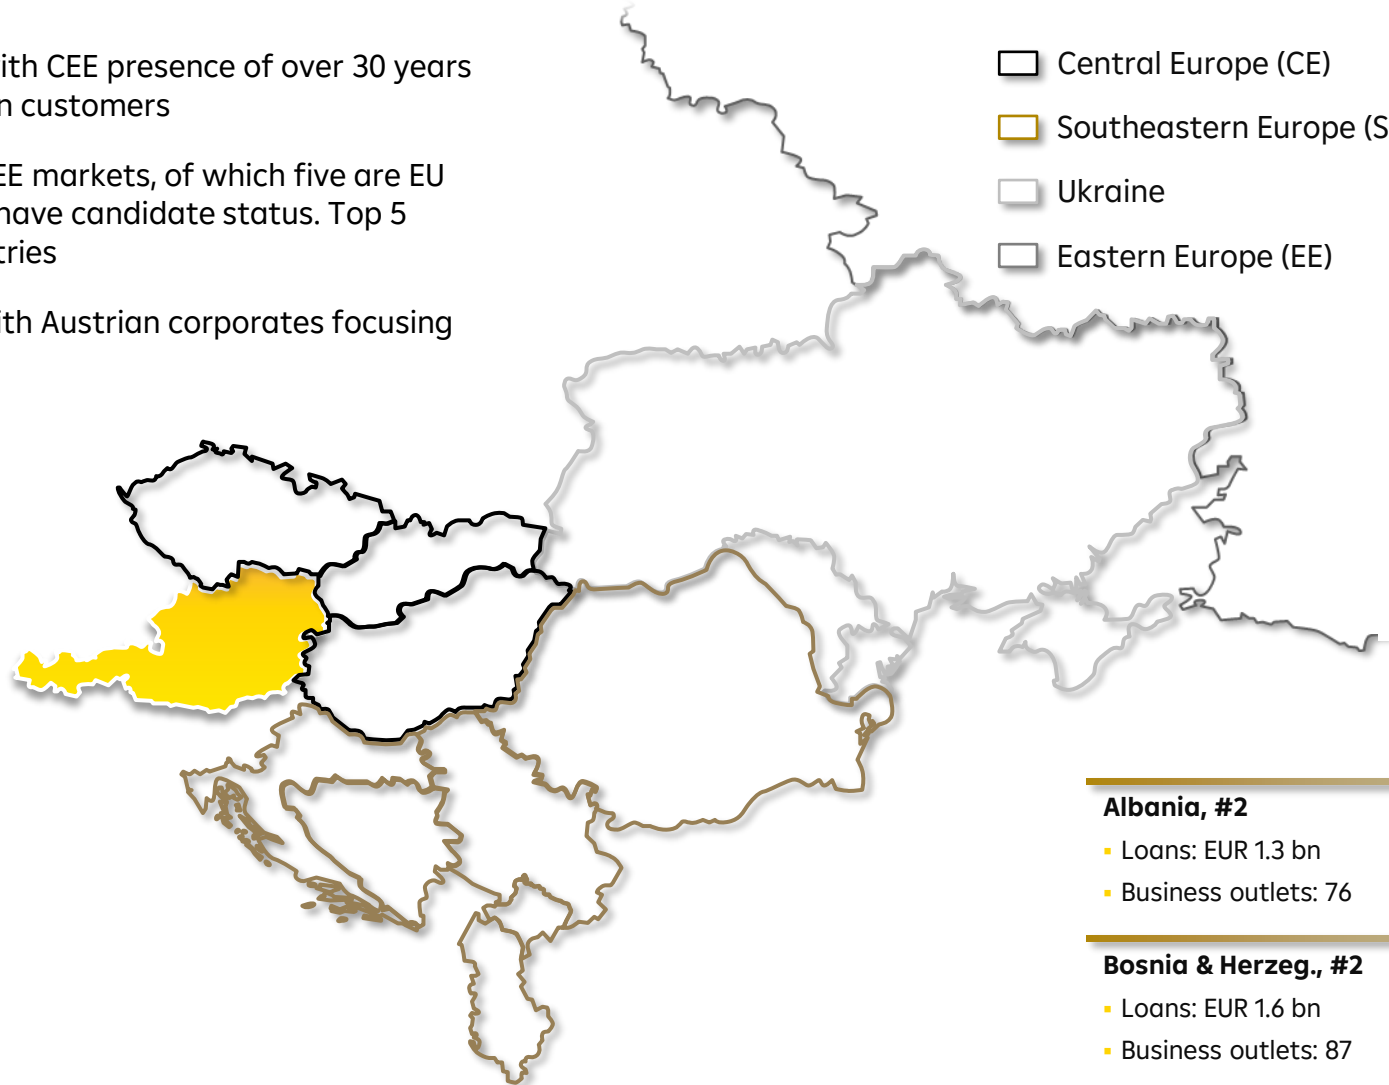 ith CEE presence of over 30 years
n customers
EE markets, of which five are EU
have candidate status. Top 5
tries
ith Austrian corporates focusing
Central Europe (CE)
Southeastern Europe (S
Ukraine
Eastern Europe (EE)
Albania, #2
▪ Loans: EUR 1.3 bn
▪ Business outlets: 76
Bosnia & Herzeg., #2
▪ Loans: EUR 1.6 bn
▪ Business outlets: 87